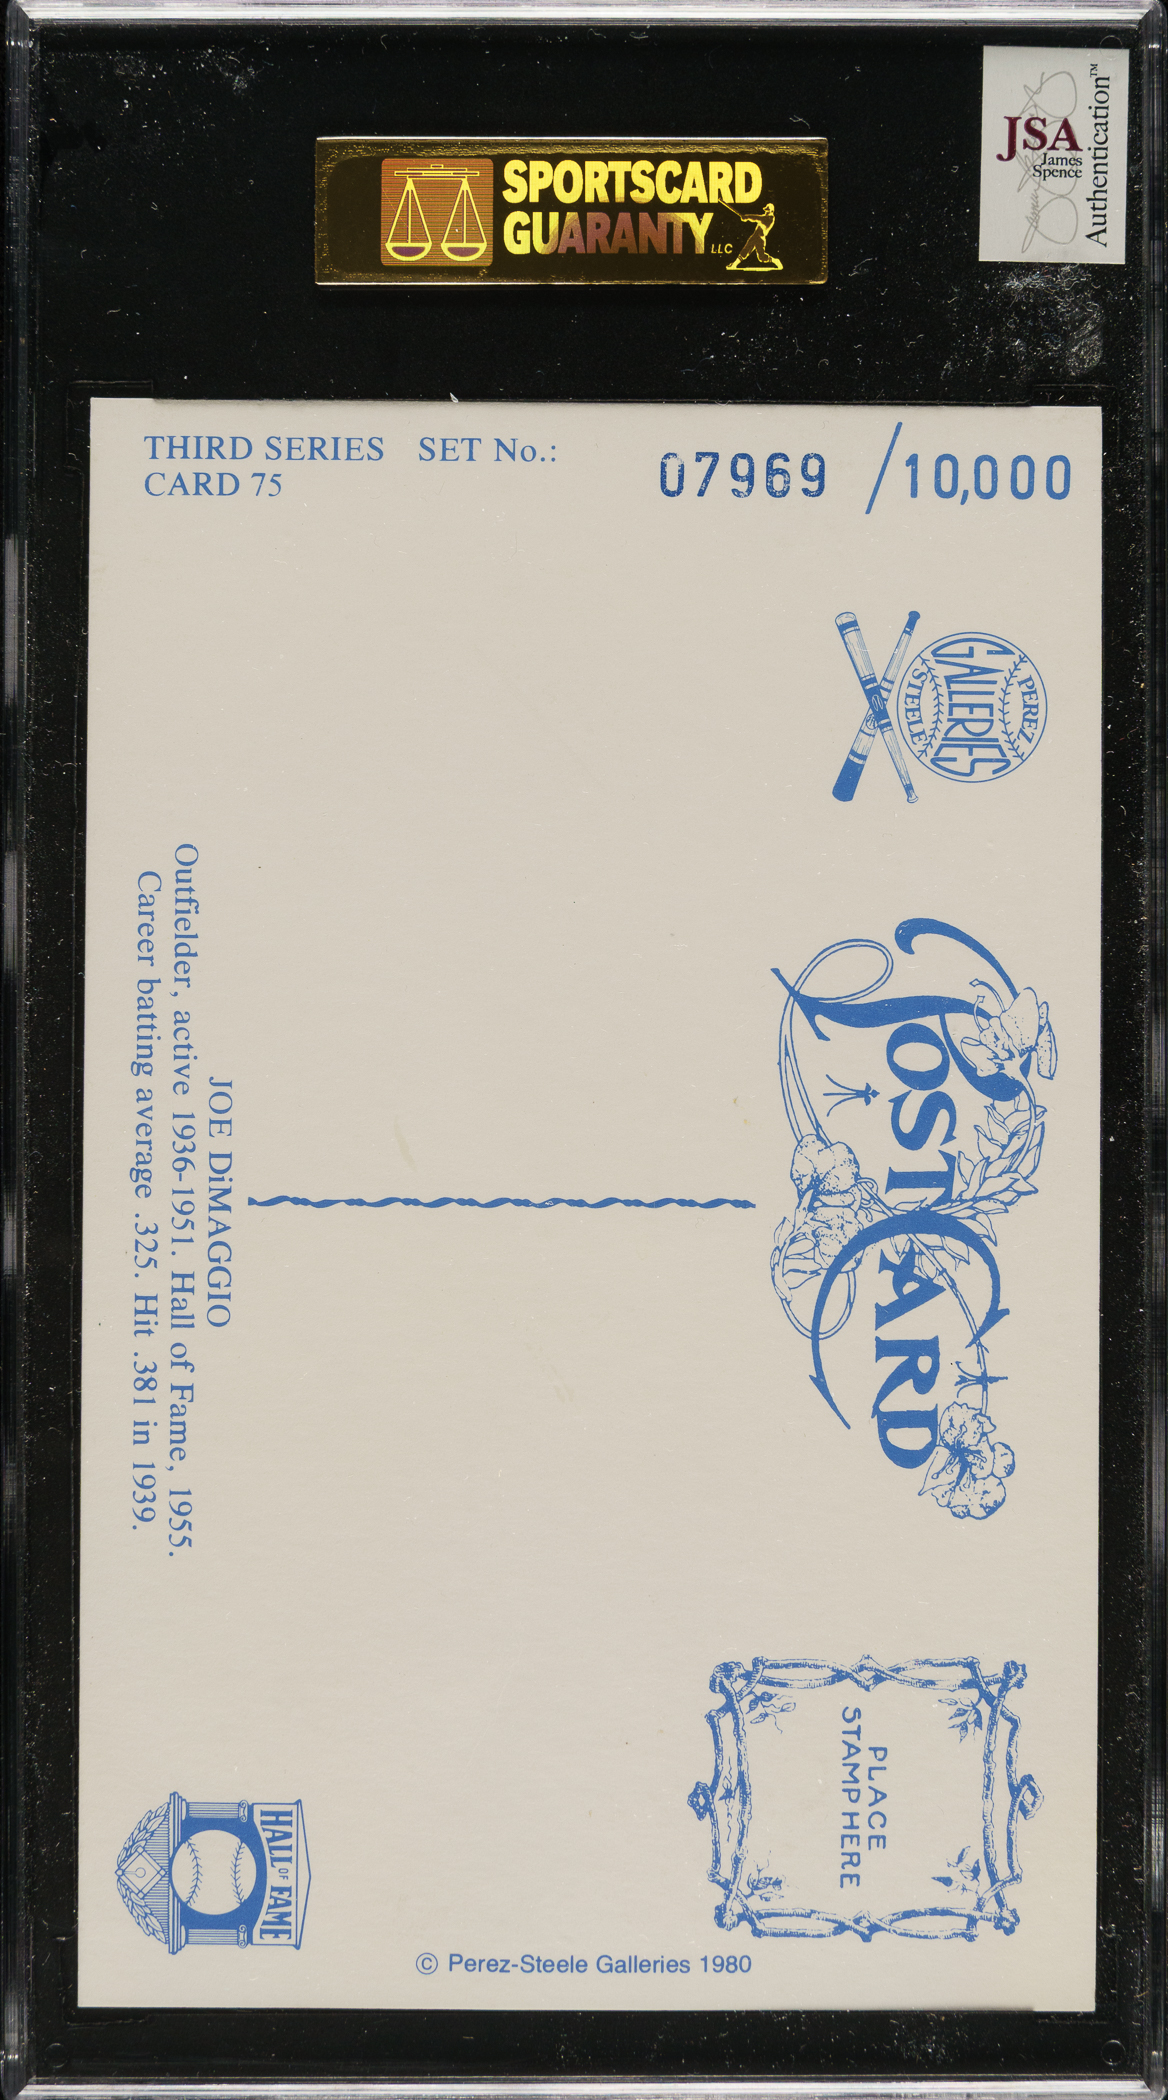 SPORTSCARD
GUARANTY LLC
JSA
James
Spence
Authentication™
THIRD SERIES SET No.:
CARD 75
07969 /10,000
PEREZ
GALLERIES
STEELE
POST CARD
PLACE
STAMP HERE
JOE DiMAGGIO
Outfielder, active 1936-1951. Hall of Fame, 1955.
Career batting average .325. Hit .381 in 1939.
HALL OF FAME
© Perez-Steele Galleries 1980